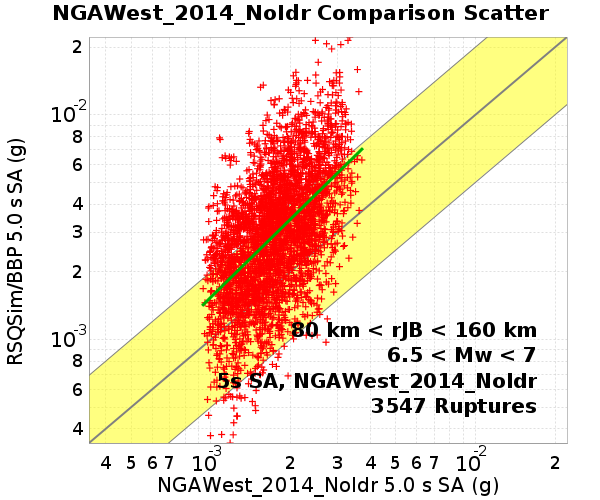 NGAWest_2014_NoIdr Comparison Scatter
RSQSim/BBP 5.0 s SA (g)
2
10-2
8
6
4
3
2
10-3
8
6
4
80 km < rJB < 160 km
6.5 < Mw < 7
5s SA, NGAWest_2014_NoIdr
3547 Ruptures
4 5 6 7 10-3 2 3 4 5 6 7 10-2 2
NGAWest_2014_NoIdr 5.0 s SA (g)